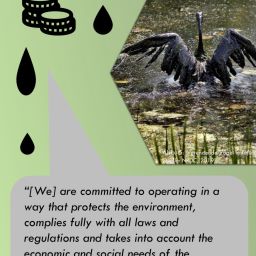 “[We] are committed to operating in a
way that protects the environment,
complies fully with all laws and
regulations and takes into account the
economic and social needs of the